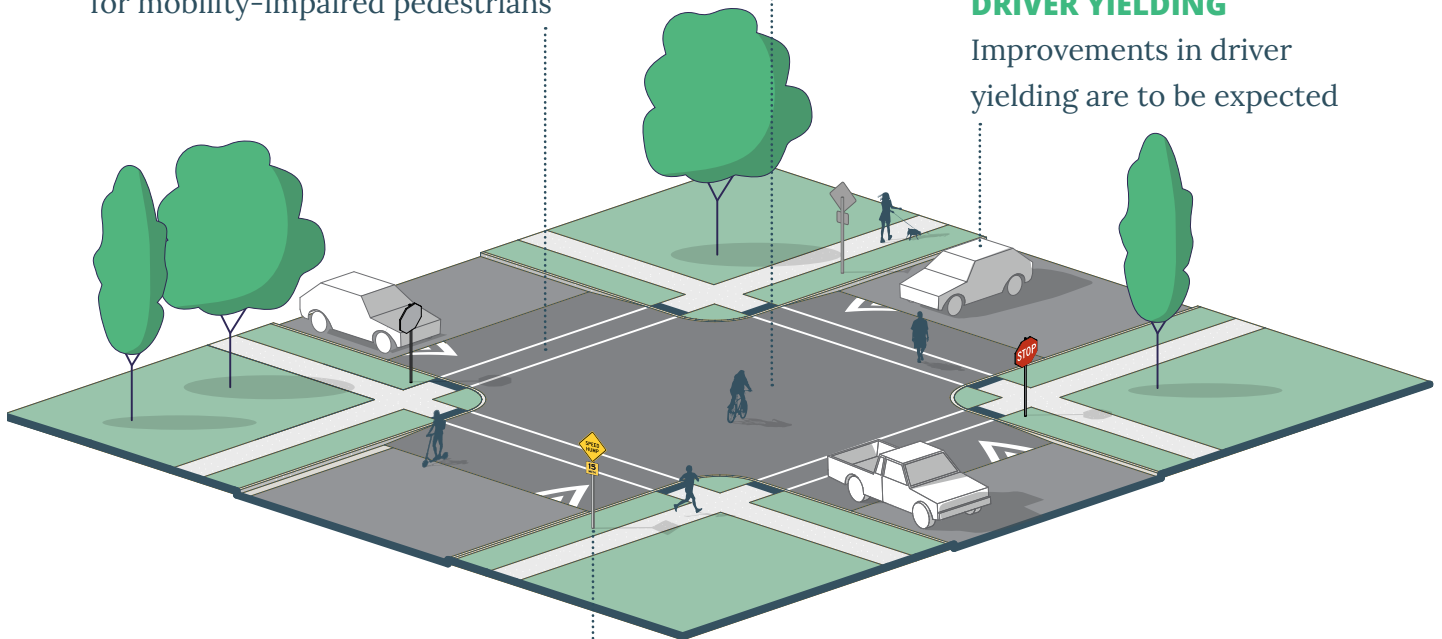 for mobility-impaired pedestrians
DRIVER YIELDING
Improvements in driver
yielding are to be expected
STOP
SPEED
HUMP
15